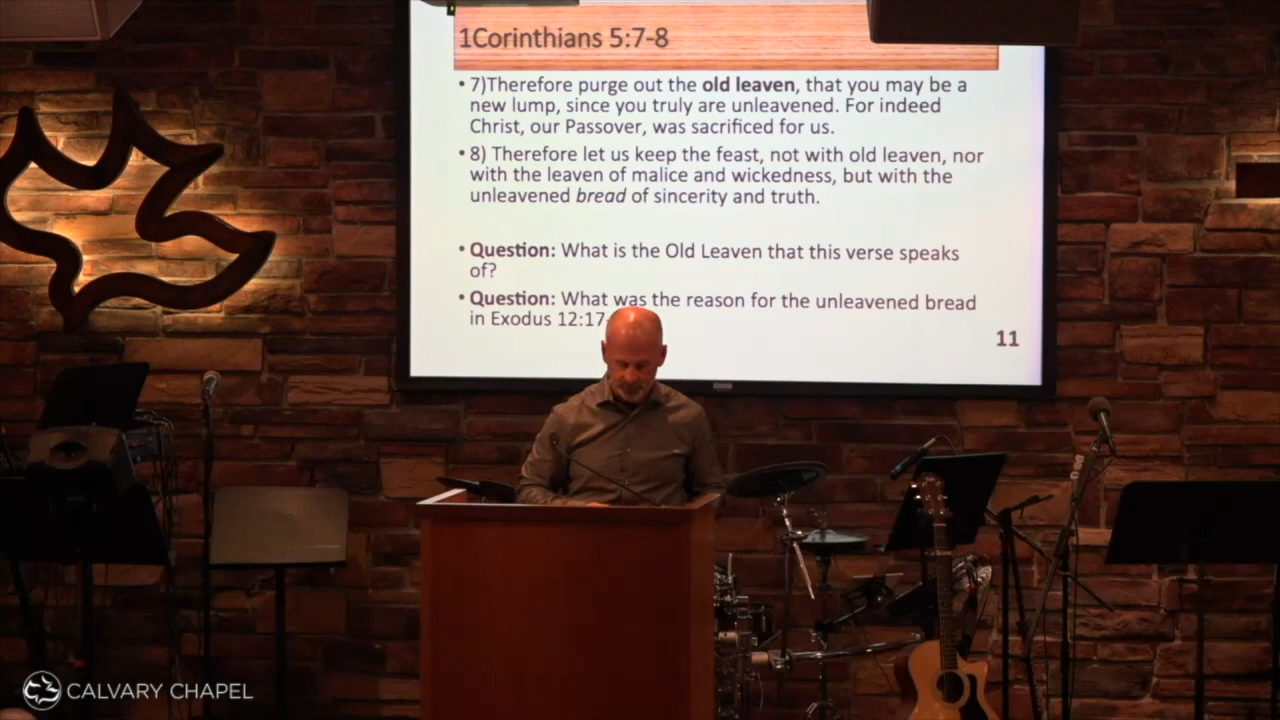 1Corinthians 5:7-8
• 7)Therefore purge out the old leaven, that you may be a
new lump, since you truly are unleavened. For indeed
Christ, our Passover, was sacrificed for us.
• 8) Therefore let us keep the feast, not with old leaven, nor
with the leaven of malice and wickedness, but with the
unleavened bread of sincerity and truth.
• Question: What is the Old Leaven that this verse speaks
of?
• Question: What was the reason for the unleavened bread
in Exodus 12:17
11
CALVARY CHAPEL